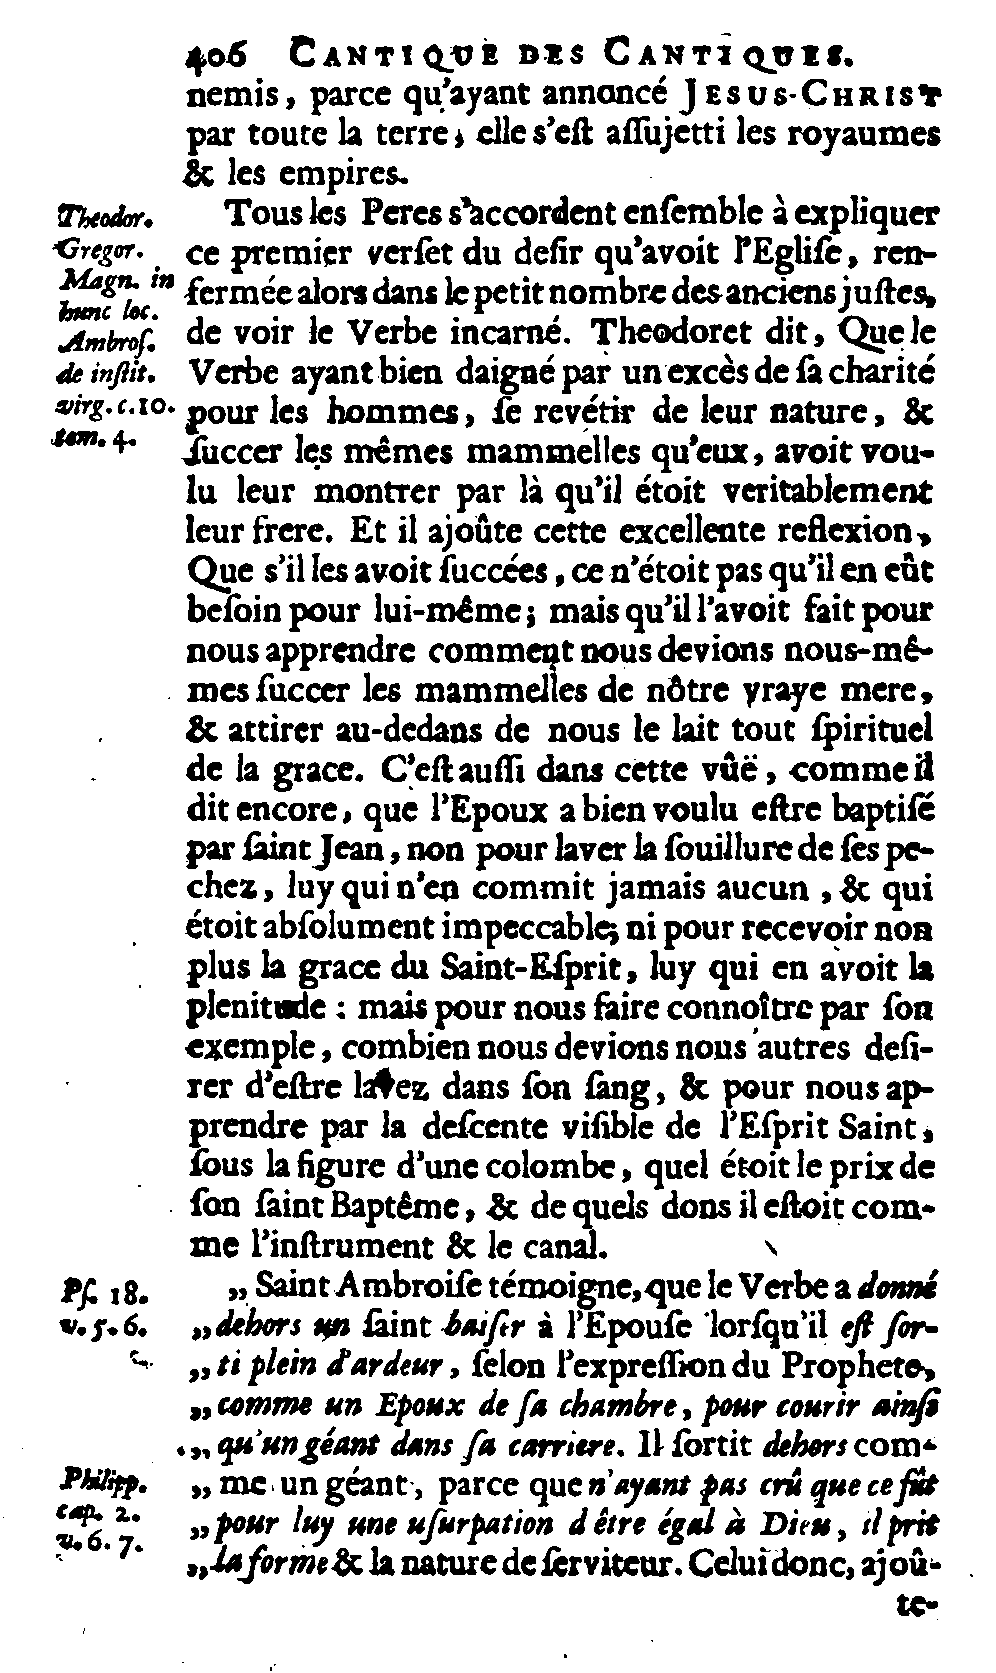 406 CANTIQUE DES CANTIQUES.
nemis, parce qu'ayant annoncé JESUS-CHRIST
par toute la terre, elle s'eſt aſſujetti les royaumes
& les empires.
Tous les Peres s'accordent enſemble à expliquer
ce premier verſet du deſir qu'avoit l'Egliſe, ren-
fermée alors dans le petit nombre des anciens juſtes,
de voir le Verbe incarné. Theodoret dit, Que le
Verbe ayant bien daigné par un excès de ſa charité
pour les hommes, ſe revétir de leur nature, &
ſuccer les mêmes mammelles qu'eux, avoit vou-
lu leur montrer par là qu'il étoit veritablement
leur frere. Et il ajoûte cette excellente reflexion,
Que s'il les avoit ſuccées, ce n'étoit pas qu'il en eût
beſoin pour lui-même; mais qu'il l'avoit fait pour
nous apprendre comment nous devions nous-mê-
mes ſuccer les mammelles de nôtre vraye mere,
& attirer au-dedans de nous le lait tout ſpirituel
de la grace. C'eſt auſſi dans cette vûë, comme il
dit encore, que l'Epoux a bien voulu eſtre baptiſé
par ſaint Jean, non pour laver la ſouillure de ſes pe-
chez, luy qui n'en commit jamais aucun, & qui
étoit abſolument impeccable; ni pour recevoir non
plus la grace du Saint-Eſprit, luy qui en avoit la
plenitude : mais pour nous faire connoître par ſon
exemple, combien nous devions nous autres deſi-
rer d'eſtre lavez dans ſon ſang, & pour nous ap-
prendre par la deſcente viſible de l'Eſprit Saint,
ſous la figure d'une colombe, quel étoit le prix de
ſon ſaint Baptême, & de quels dons il eſtoit com-
me l'inſtrument & le canal.
„ Saint Ambroiſe témoigne, que le Verbe a donné
„ dehors un ſaint baiſer à l'Epouſe lorſqu'il eſt ſor-
„ ti plein d'ardeur, ſelon l'expreſſion du Prophete,
„ comme un Epoux de ſa chambre, pour courir ainſi
„ qu'un géant dans ſa carriere. Il ſortit dehors com-
„ me un géant, parce que n'ayant pas crû que ce fût
„ pour luy une uſurpation d'être égal à Dieu, il prit
„ la forme & la nature de ſerviteur. Celui donc, ajoû-
te-
Theodor.
Gregor.
Magn. in
hunc loc.
Ambroſ.
de inſtit.
virg. c. 10.
tom. 4.
Pſ. 18.
v. 5. 6.
Philipp.
cap. 2.
v. 6. 7.